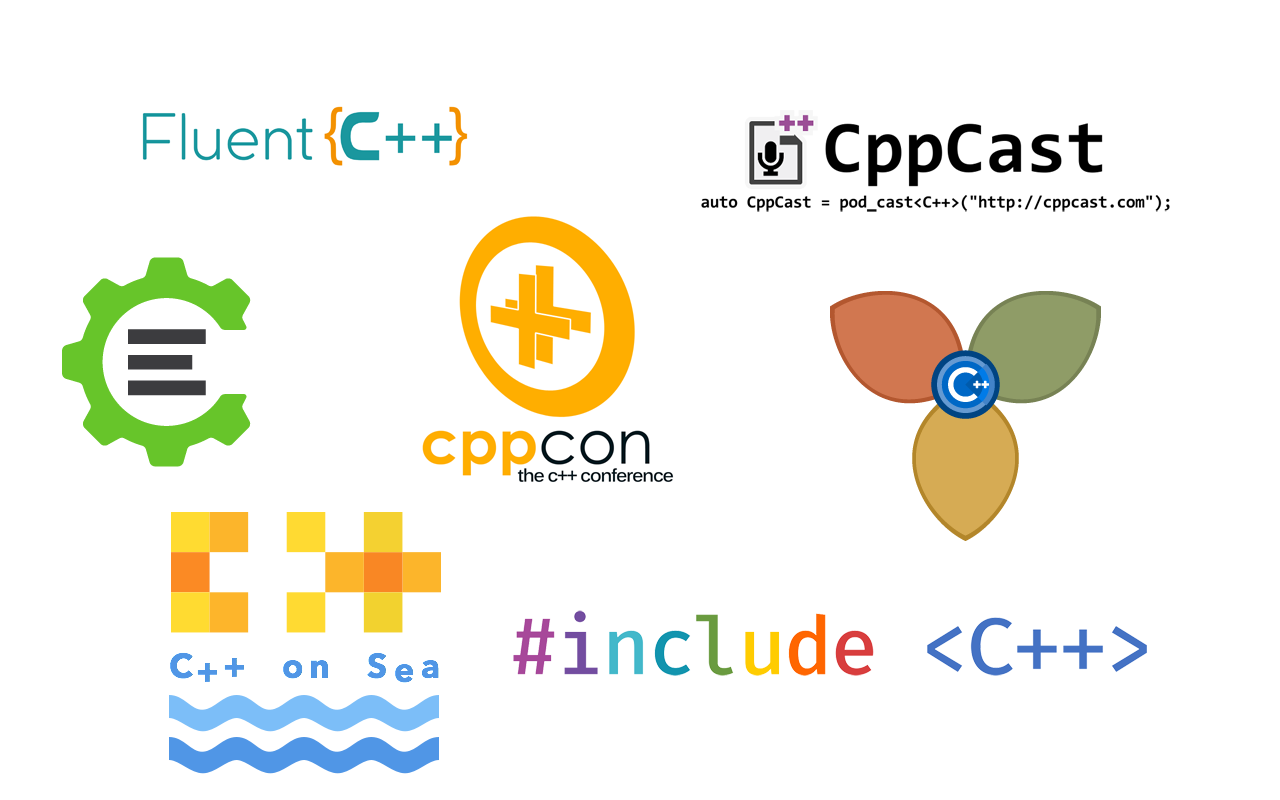 Fluent {C++}
++
CppCast
auto CppCast = pod_cast<C++>("http://cppcast.com");
cppcon
the c++ conference
C++
C++ on Sea
#include <C++>